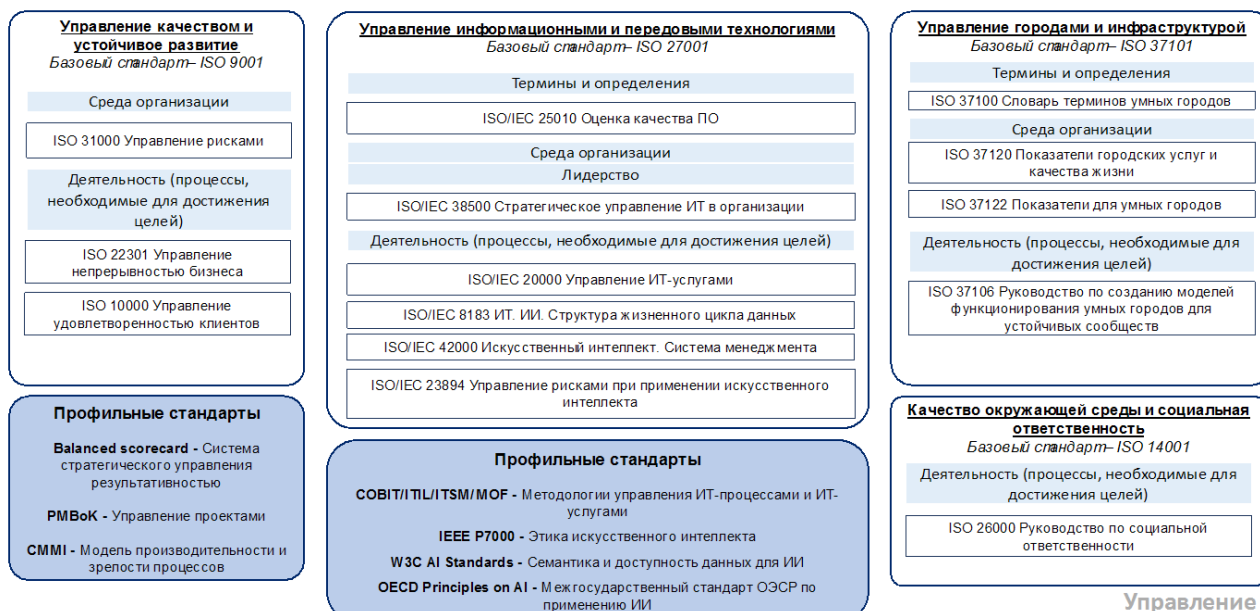 Управление качеством и
устойчивое развитие
Базовый стандарт– ISO 9001
Среда организации
ISO 31000 Управление рисками
Деятельность (процессы,
необходимые для достижения
целей)
ISO 22301 Управление
непрерывностью бизнеса
ISO 10000 Управление
удовлетворенностью клиентов
Профильные стандарты
Balanced scorecard - Система
стратегического управления
результативностью
PMBoK - Управление проектами
CMMI - Модель производительности и
зрелости процессов
Управление информационными и передовыми технологиями
Базовый стандарт– ISO 27001
Термины и определения
ISO/IEC 25010 Оценка качества ПО
Среда организации
Лидерство
ISO/IEC 38500 Стратегическое управление ИТ в организации
Деятельность (процессы, необходимые для достижения целей)
ISO/IEC 20000 Управление ИТ-услугами
ISO/IEC 8183 ИТ. ИИ. Структура жизненного цикла данных
ISO/IEC 42000 Искусственный интеллект. Система менеджмента
ISO/IEC 23894 Управление рисками при применении искусственного
интеллекта
Профильные стандарты
COBIT/ITIL/ITSM/MOF - Методологии управления ИТ-процессами и ИТ-
услугами
IEEE P7000 - Этика искусственного интеллекта
W3C AI Standards - Семантика и доступность данных для ИИ
OECD Principles on AI - Межгосударственный стандарт ОЭСР по
применению ИИ
Управление городами и инфраструктурой
Базовый стандарт– ISO 37101
Термины и определения
ISO 37100 Словарь терминов умных городов
Среда организации
ISO 37120 Показатели городских услуг и
качества жизни
ISO 37122 Показатели для умных городов
Деятельность (процессы, необходимые для
достижения целей)
ISO 37106 Руководство по созданию моделей
функционирования умных городов для
устойчивых сообществ
Качество окружающей среды и социальная
ответственность
Базовый стандарт– ISO 14001
Деятельность (процессы, необходимые для
достижения целей)
ISO 26000 Руководство по социальной
ответственности
Управление